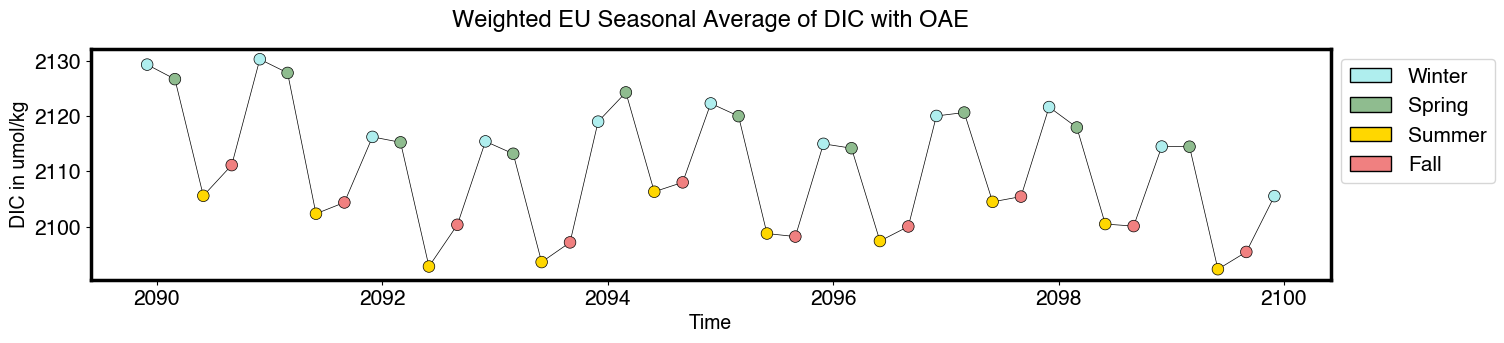 Weighted EU Seasonal Average of DIC with OAE
DIC in umol/kg
2130
2120
2110
2100
2090
2092
2094
2096
2098
2100
Time
Winter
Spring
Summer
Fall